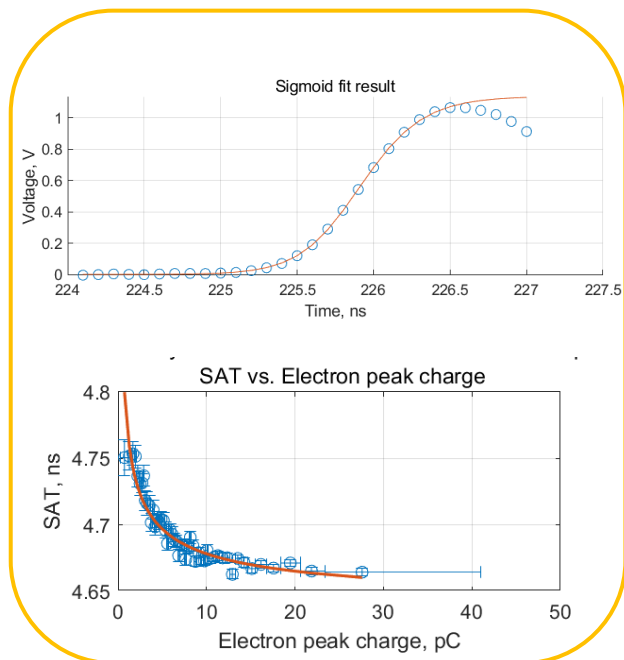 Sigmoid fit result
1
0.8
0.6
0.4
0.2
0
Voltage, V
224 224.5 225 225.5 226 226.5 227 227.5
Time, ns
SAT vs. Electron peak charge
4.8
4.75
4.7
4.65
SAT, ns
0 10 20 30 40 50
Electron peak charge, pC